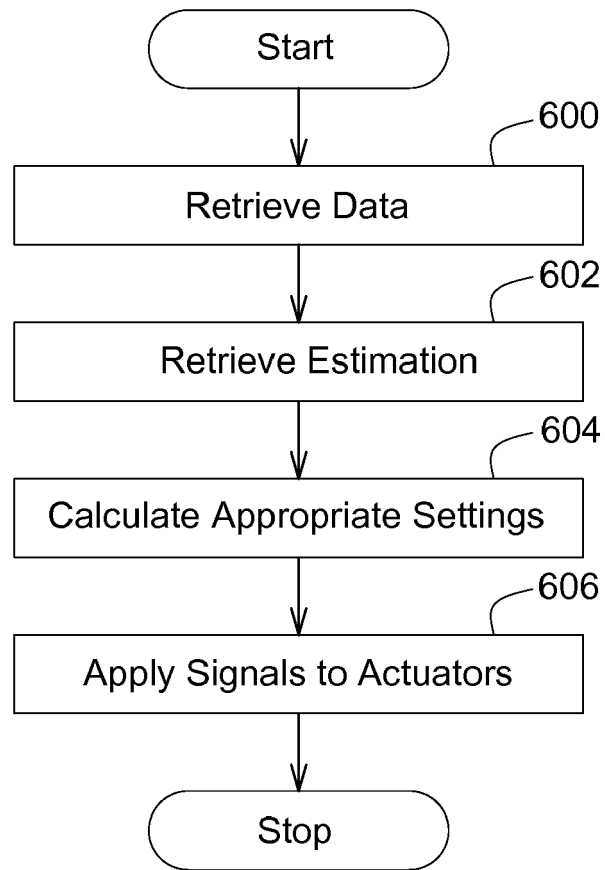 Start
600
Retrieve Data
602
Retrieve Estimation
604
Calculate Appropriate Settings
606
Apply Signals to Actuators
Stop